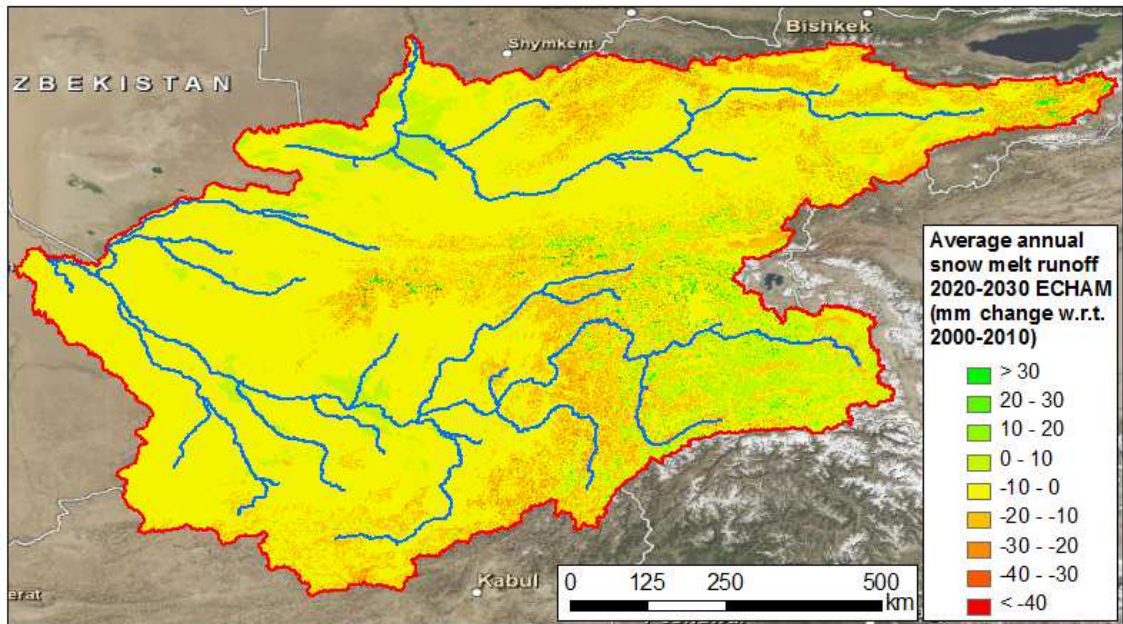 Bishkek
Shymkent
ZBEKISTAN
Average annual
snow melt runoff
2020-2030 ECHAM
(mm change w.r.t.
2000-2010)
> 30
20 - 30
10 - 20
0 - 10
-10 - 0
-20 - -10
-30 - -20
-40 - -30
< -40
Kabul
erat
0 125 250 500
km